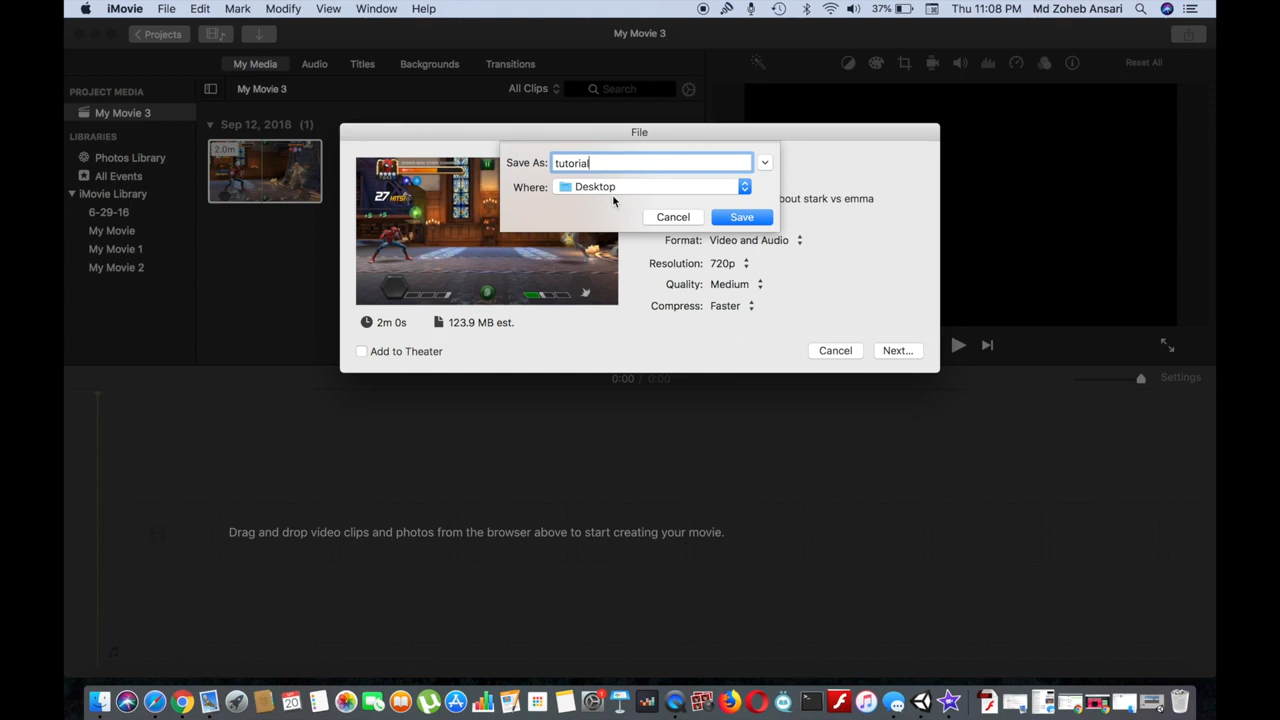 iMovie File Edit Mark Modify View Window Help 37% Thu 11:08 PM Md Zoheb Ansari
Projects My Movie 3
My Media Audio Titles Backgrounds Transitions Reset All
PROJECT MEDIA
My Movie 3
LIBRARIES
Photos Library
All Events
iMovie Library
6-29-16
My Movie
My Movie 1
My Movie 2
My Movie 3 All Clips Search
Sep 12, 2018 (1)
2.0m
File
Save As: tutorial
Where: Desktop
Cancel Save
27 HITS!
bout stark vs emma
Format: Video and Audio
Resolution: 720p
Quality: Medium
Compress: Faster
2m 0s 123.9 MB est.
Add to Theater Cancel Next...
0:00 / 0:00 Settings
Drag and drop video clips and photos from the browser above to start creating your movie.
20